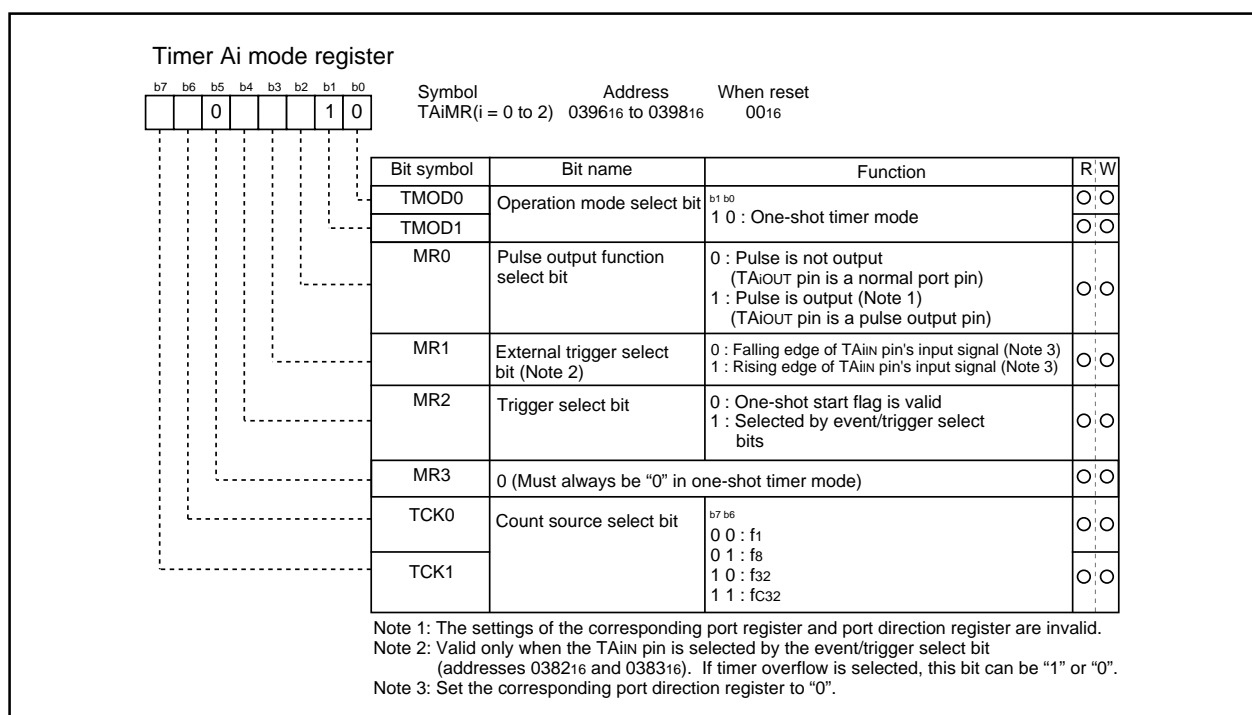 Timer Ai mode register
b7 b6 b5 b4 b3 b2 b1 b0
0 1 0
Symbol Address When reset
TAiMR(i = 0 to 2) 039616 to 039816 0016
Bit symbol Bit name Function R W
TMOD0 Operation mode select bit b1 b0
1 0 : One-shot timer mode
TMOD1
MR0 Pulse output function select bit
0 : Pulse is not output
(TAiOUT pin is a normal port pin)
1 : Pulse is output (Note 1)
(TAiOUT pin is a pulse output pin)
MR1 External trigger select bit (Note 2)
0 : Falling edge of TAiIN pin's input signal (Note 3)
1 : Rising edge of TAiIN pin's input signal (Note 3)
MR2 Trigger select bit
0 : One-shot start flag is valid
1 : Selected by event/trigger select
bits
MR3 0 (Must always be “0” in one-shot timer mode)
TCK0 Count source select bit
b7 b6
0 0 : f1
0 1 : f8
TCK1
1 0 : f32
1 1 : fC32
Note 1: The settings of the corresponding port register and port direction register are invalid.
Note 2: Valid only when the TAiIN pin is selected by the event/trigger select bit
(addresses 038216 and 038316). If timer overflow is selected, this bit can be “1” or “0”.
Note 3: Set the corresponding port direction register to “0”.